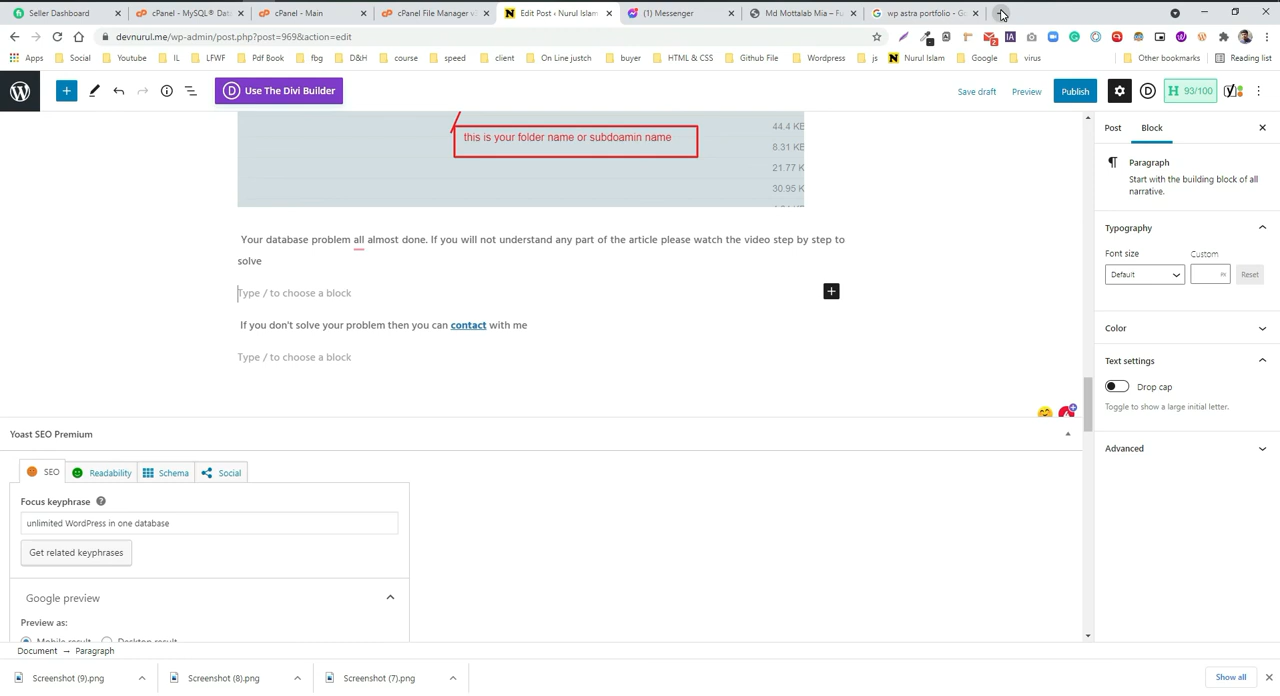 Seller Dashboard
cPanel - MySQL® Dat
cPanel - Main
cPanel File Manager v3
Edit Post ‹ Nurul Islam
(1) Messenger
Md Mottalab Mia – Fu
wp astra portfolio - Go
devnurul.me/wp-admin/post.php?post=969&action=edit
Apps
Social
Youtube
IL
LFWF
Pdf Book
fbg
D&H
course
speed
client
On Line justch
buyer
HTML & CSS
Github File
Wordpress
js
Nurul Islam
Google
virus
Other bookmarks
Reading list
Use The Divi Builder
Save draft
Preview
Publish
93/100
44.4 KB
this is your folder name or subdoamin name
8.31 KB
21.77 K
30.95 K
Your database problem all almost done. If you will not understand any part of the article please watch the video step by step to
solve
Type / to choose a block
If you don't solve your problem then you can contact with me
Type / to choose a block
Post
Block
Paragraph
Start with the building block of all
narrative.
Typography
Font size
Custom
Default
Reset
Color
Text settings
Drop cap
Toggle to show a large initial letter.
Advanced
Yoast SEO Premium
SEO
Readability
Schema
Social
Focus keyphrase
unlimited WordPress in one database
Get related keyphrases
Google preview
Preview as:
Mobile result
Desktop result
Document → Paragraph
Screenshot (9).png
Screenshot (8).png
Screenshot (7).png
Show all